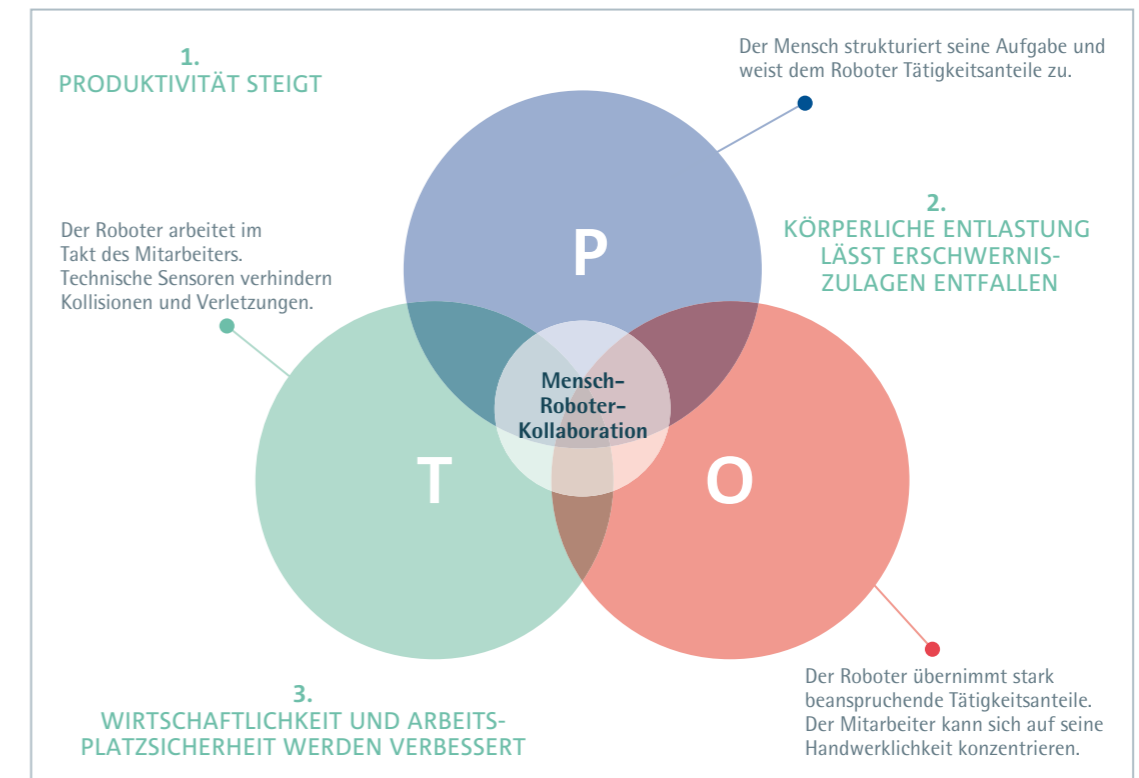 1.
PRODUKTIVITÄT STEIGT
Der Mensch strukturiert seine Aufgabe und
weist dem Roboter Tätigkeitsanteile zu.
Der Roboter arbeitet im
Takt des Mitarbeiters.
Technische Sensoren verhindern
Kollisionen und Verletzungen.
2.
KÖRPERLICHE ENTLASTUNG
LÄSST ERSCHWERNIS-
ZULAGEN ENTFALLEN
P
Mensch-
Roboter-
Kollaboration
T
O
3.
WIRTSCHAFTLICHKEIT UND ARBEITS-
PLATZSICHERHEIT WERDEN VERBESSERT
Der Roboter übernimmt stark
beanspruchende Tätigkeitsanteile.
Der Mitarbeiter kann sich auf seine
Handwerklichkeit konzentrieren.